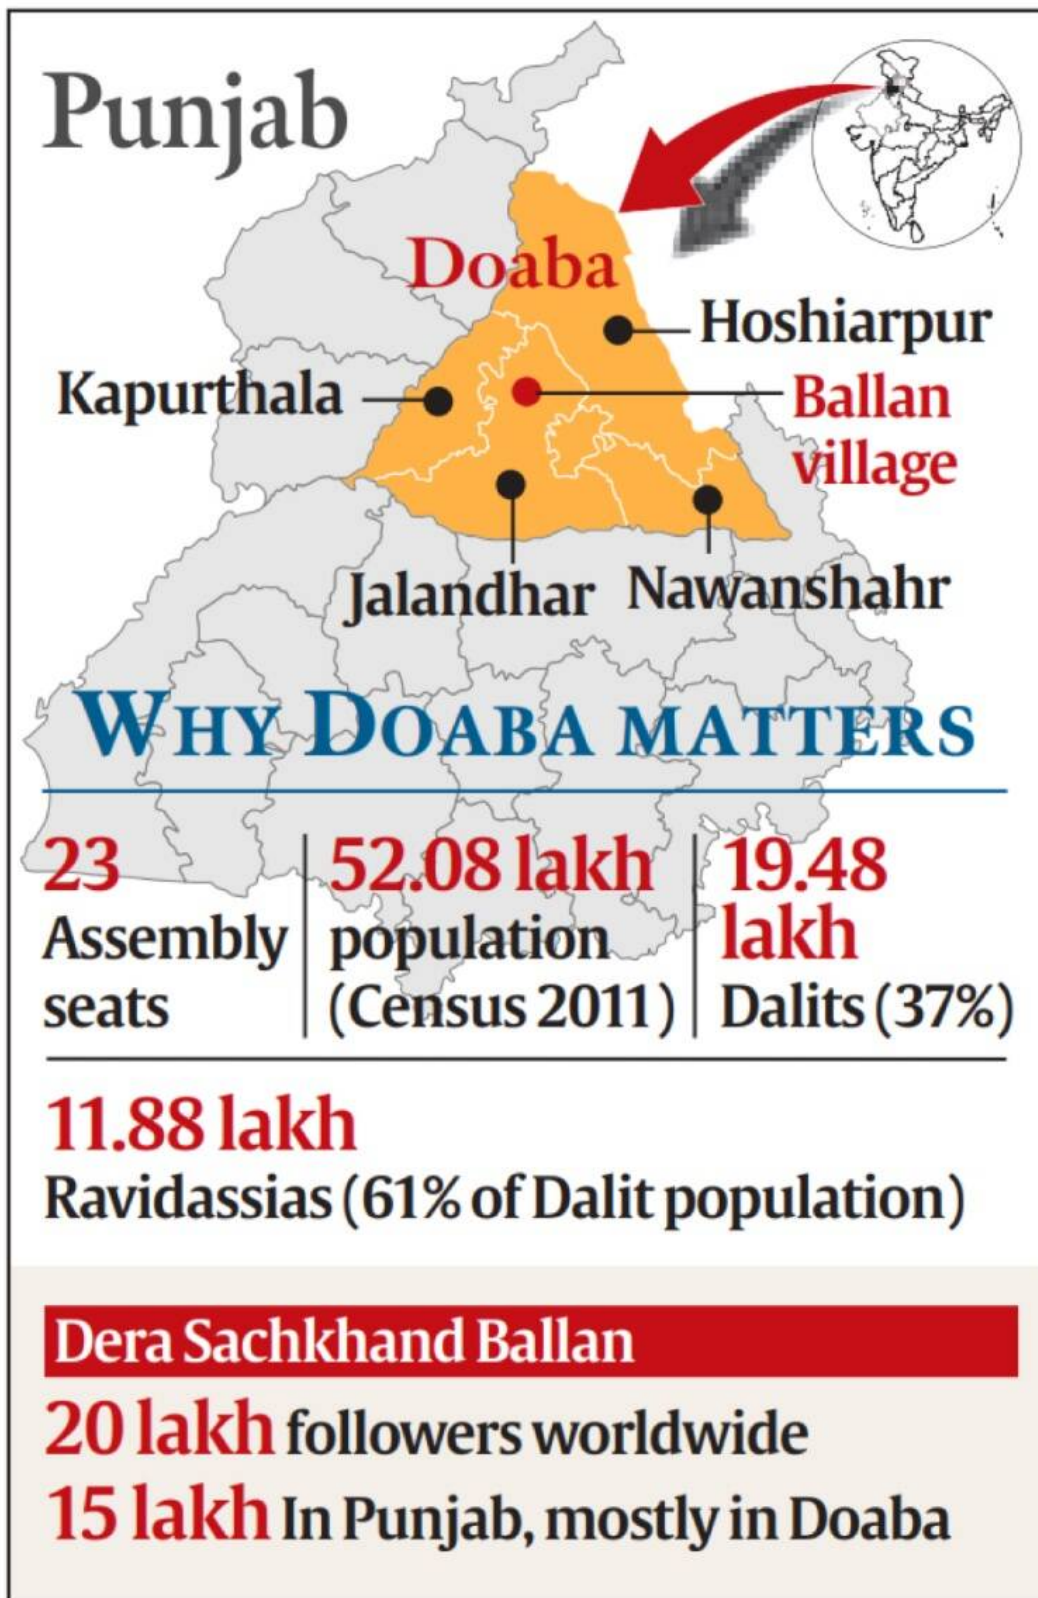 Punjab
Doaba
Hoshiarpur
Kapurthala
Ballan
village
Jalandhar
Nawanshahr
WHY DOABA MATTERS
23
Assembly
seats
52.08 lakh
population
(Census 2011)
19.48
lakh
Dalits (37%)
11.88 lakh
Ravidassias (61% of Dalit population)
Dera Sachkhand Ballan
20 lakh followers worldwide
15 lakh In Punjab, mostly in Doaba